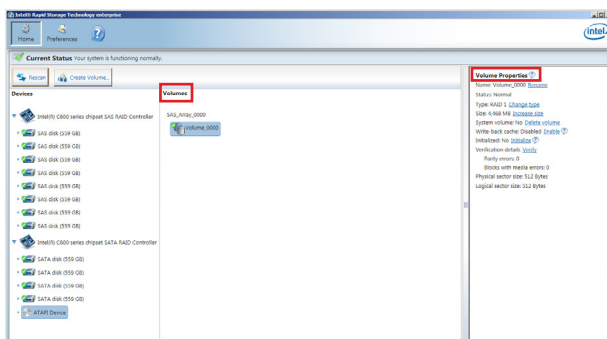 Intel® Rapid Storage Technology enterprise
Home
Preferences
intel
Current Status Your system is functioning normally.
Rescan
Create Volume...
Devices
Intel(R) C600 series chipset SAS RAID Controller
SAS disk (559 GB)
SAS disk (559 GB)
SAS disk (559 GB)
SAS disk (559 GB)
SAS disk (559 GB)
SAS disk (559 GB)
SAS disk (559 GB)
SAS disk (559 GB)
Intel(R) C600 series chipset SATA RAID Controller
SATA disk (559 GB)
SATA disk (559 GB)
SATA disk (559 GB)
SATA disk (559 GB)
ATAPI Device
Volumes
SAS_Array_0000
Volume_0000
Volume Properties
Name: Volume_0000 Rename
Status: Normal
Type: RAID 1 Change type
Size: 4,468 MB Increase size
System volume: No Delete volume
Write-back cache: Disabled Enable
Initialized: No Initialize
Verification details Verify
Parity errors: 0
Blocks with media errors: 0
Physical sector size: 512 Bytes
Logical sector size: 512 Bytes